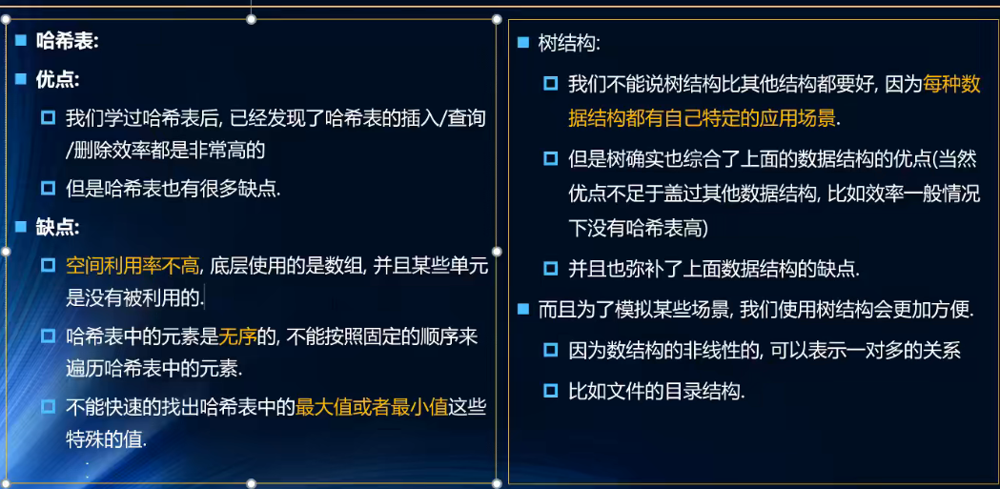 哈希表:
优点:
我们学过哈希表后, 已经发现了哈希表的插入/查询
/删除效率都是非常高的
但是哈希表也有很多缺点.
缺点:
空间利用率不高, 底层使用的是数组, 并且某些单元
是没有被利用的.
哈希表中的元素是无序的, 不能按照固定的顺序来
遍历哈希表中的元素.
不能快速的找出哈希表中的最大值或者最小值这些
特殊的值.
树结构:
我们不能说树结构比其他结构都要好, 因为每种数
据结构都有自己特定的应用场景.
但是树确实也综合了上面的数据结构的优点(当然
优点不足于盖过其他数据结构, 比如效率一般情况
下没有哈希表高)
并且也弥补了上面数据结构的缺点.
而且为了模拟某些场景, 我们使用树结构会更加方便.
因为数结构的非线性的, 可以表示一对多的关系
比如文件的目录结构.